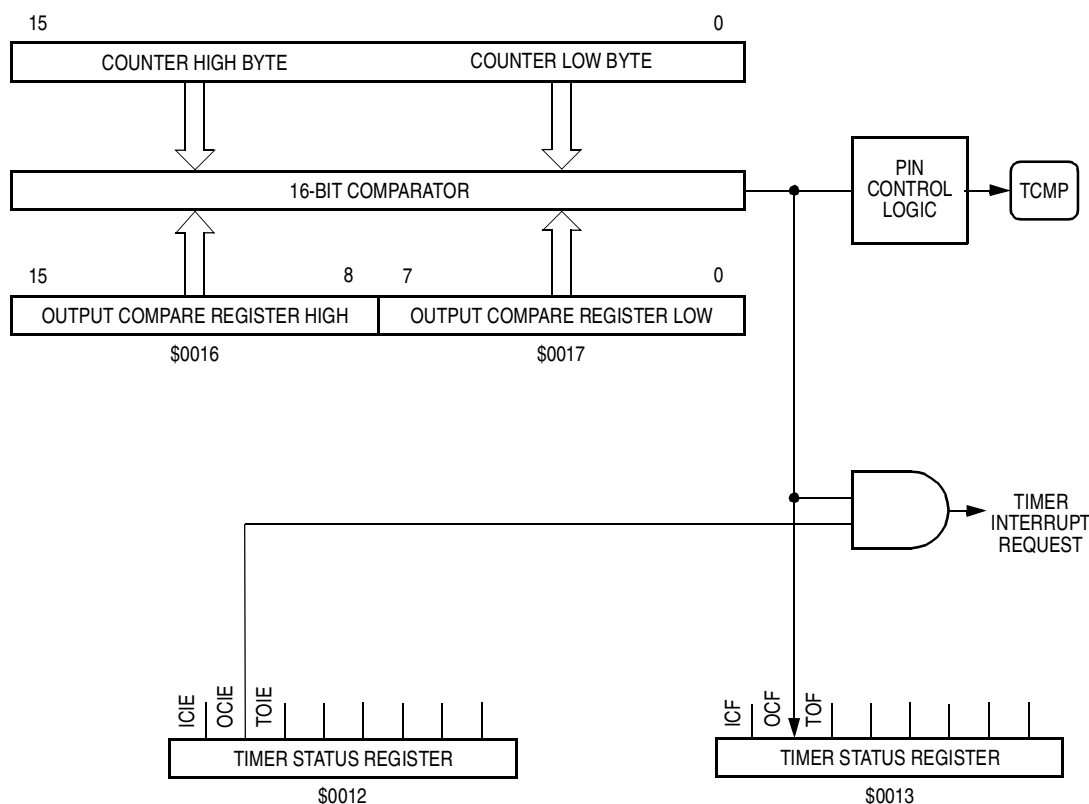 15 0
COUNTER HIGH BYTE COUNTER LOW BYTE
16-BIT COMPARATOR
PIN
CONTROL
LOGIC
TCMP
15 8 7 0
OUTPUT COMPARE REGISTER HIGH OUTPUT COMPARE REGISTER LOW
$0016 $0017
TIMER
INTERRUPT
REQUEST
ICIE OCIE TOIE
TIMER STATUS REGISTER
$0012
ICF OCF TOF
TIMER STATUS REGISTER
$0013